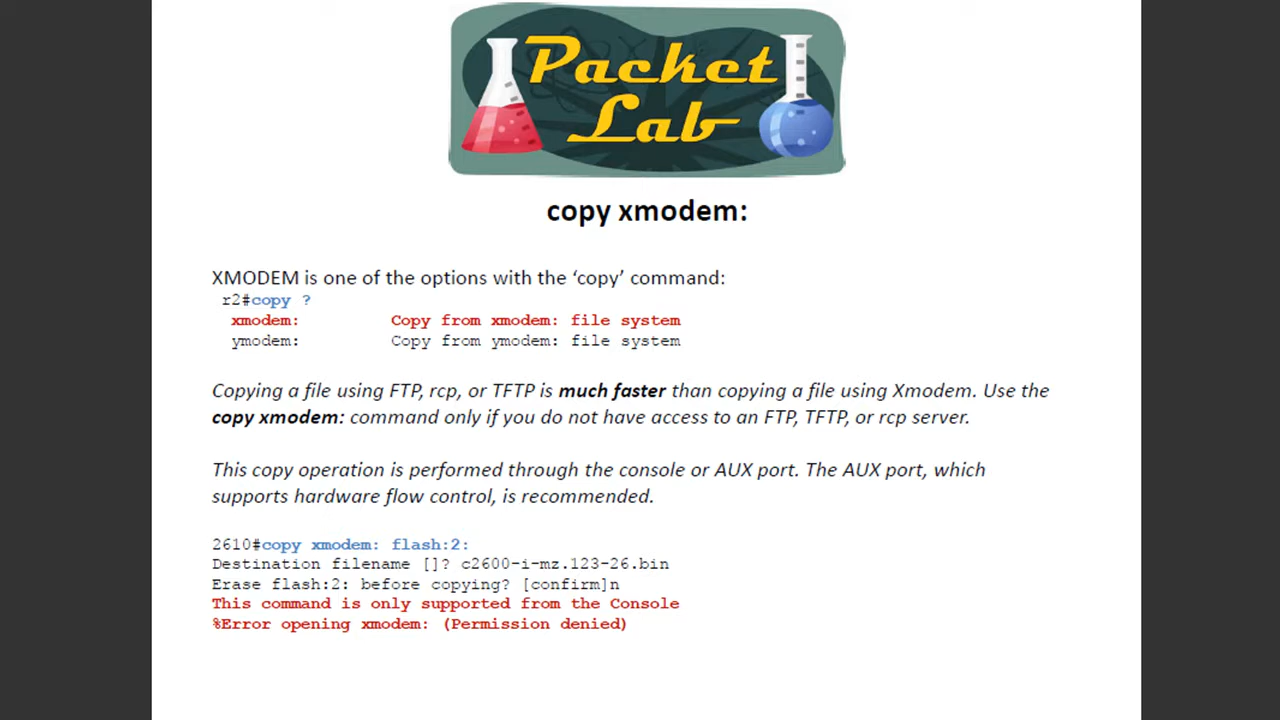 Packet
Lab
copy xmodem:
XMODEM is one of the options with the ‘copy’ command:
r2#copy ?
xmodem: Copy from xmodem: file system
ymodem: Copy from ymodem: file system
Copying a file using FTP, rcp, or TFTP is much faster than copying a file using Xmodem. Use the
copy xmodem: command only if you do not have access to an FTP, TFTP, or rcp server.
This copy operation is performed through the console or AUX port. The AUX port, which
supports hardware flow control, is recommended.
2610#copy xmodem: flash:2:
Destination filename []? c2600-i-mz.123-26.bin
Erase flash:2: before copying? [confirm]n
This command is only supported from the Console
%Error opening xmodem: (Permission denied)